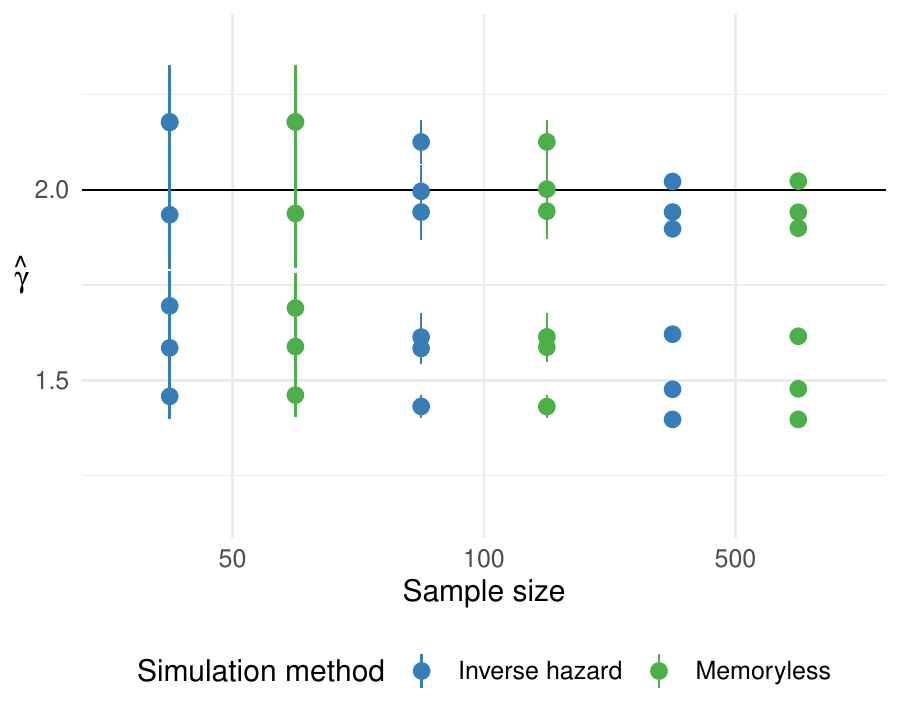 2.0
γ̂
1.5
50 100 500
Sample size
Simulation method Inverse hazard Memoryless